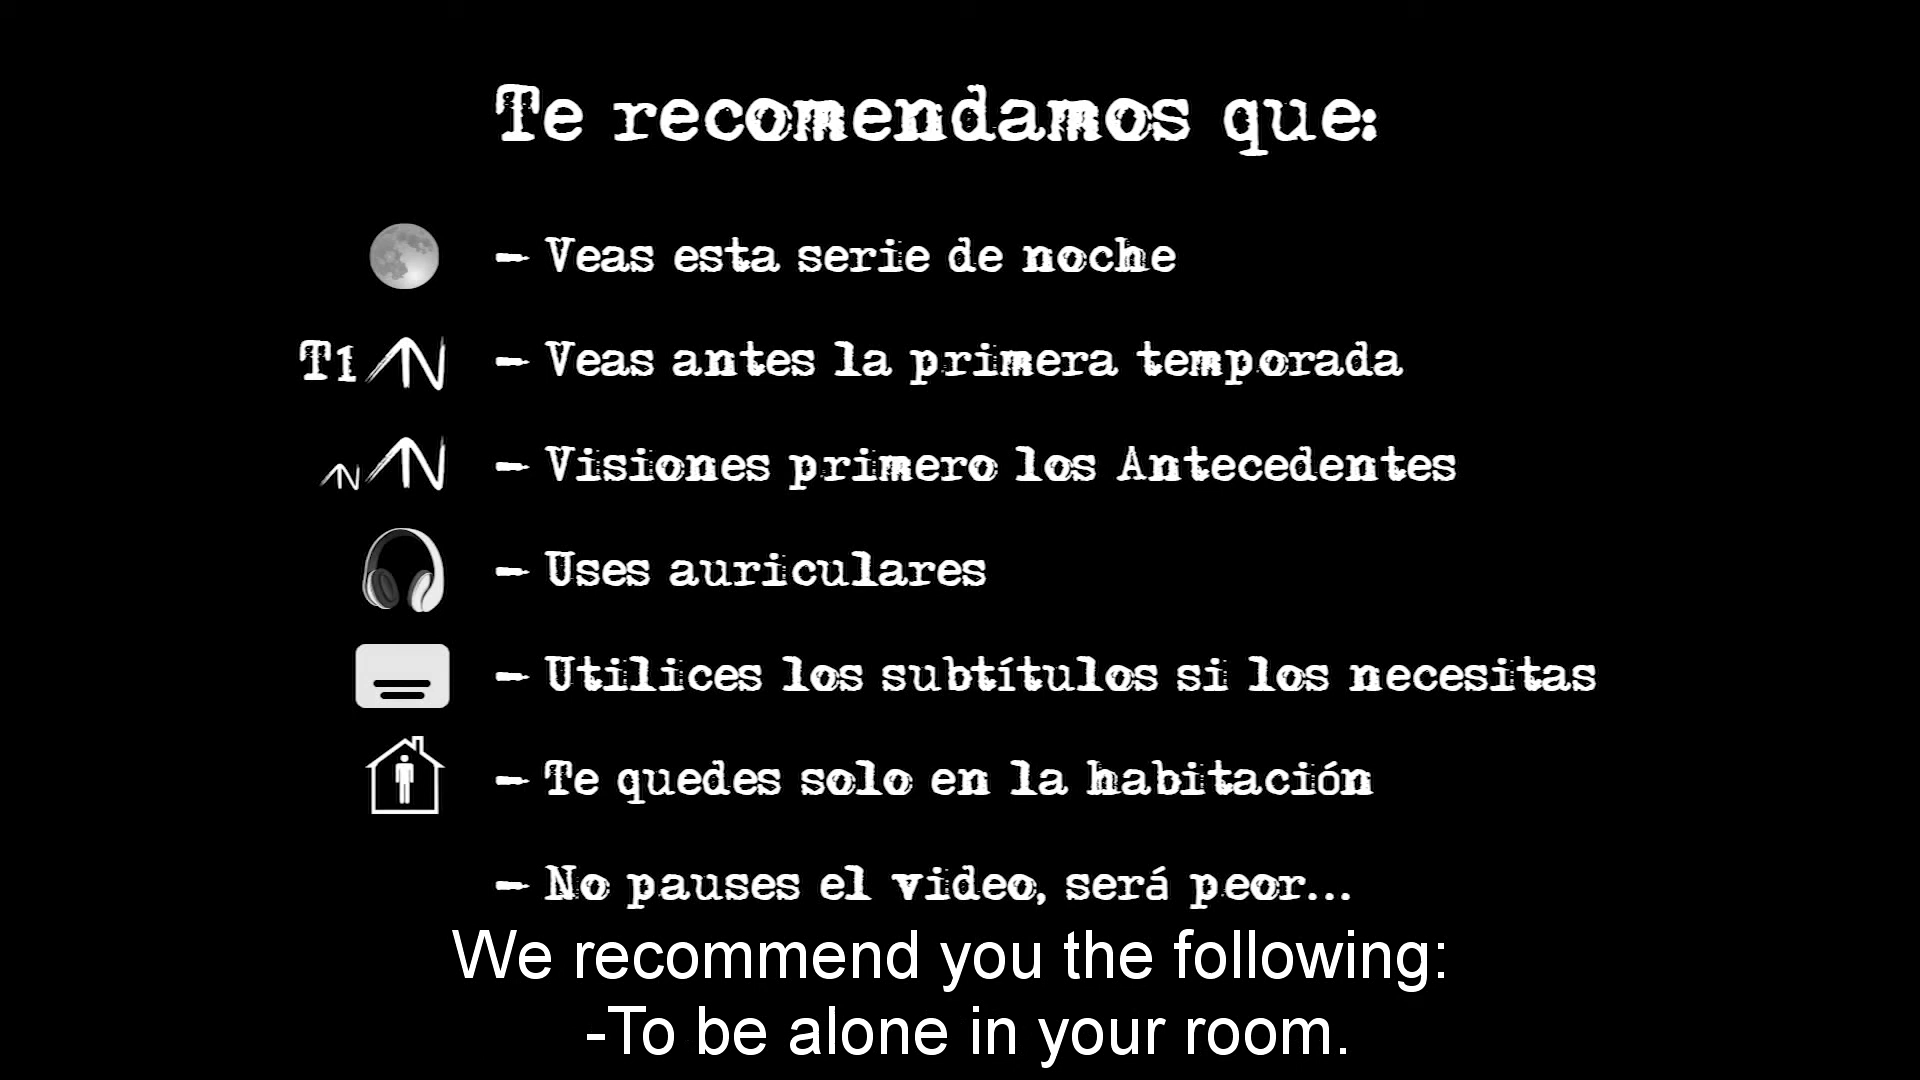 Te recomendamos que:
- Veas esta serie de noche
T1 - Veas antes la primera temporada
- Visiones primero los Antecedentes
- Uses auriculares
- Utilices los subtítulos si los necesitas
- Te quedes solo en la habitación
- No pauses el video, será peor...
We recommend you the following:
-To be alone in your room.